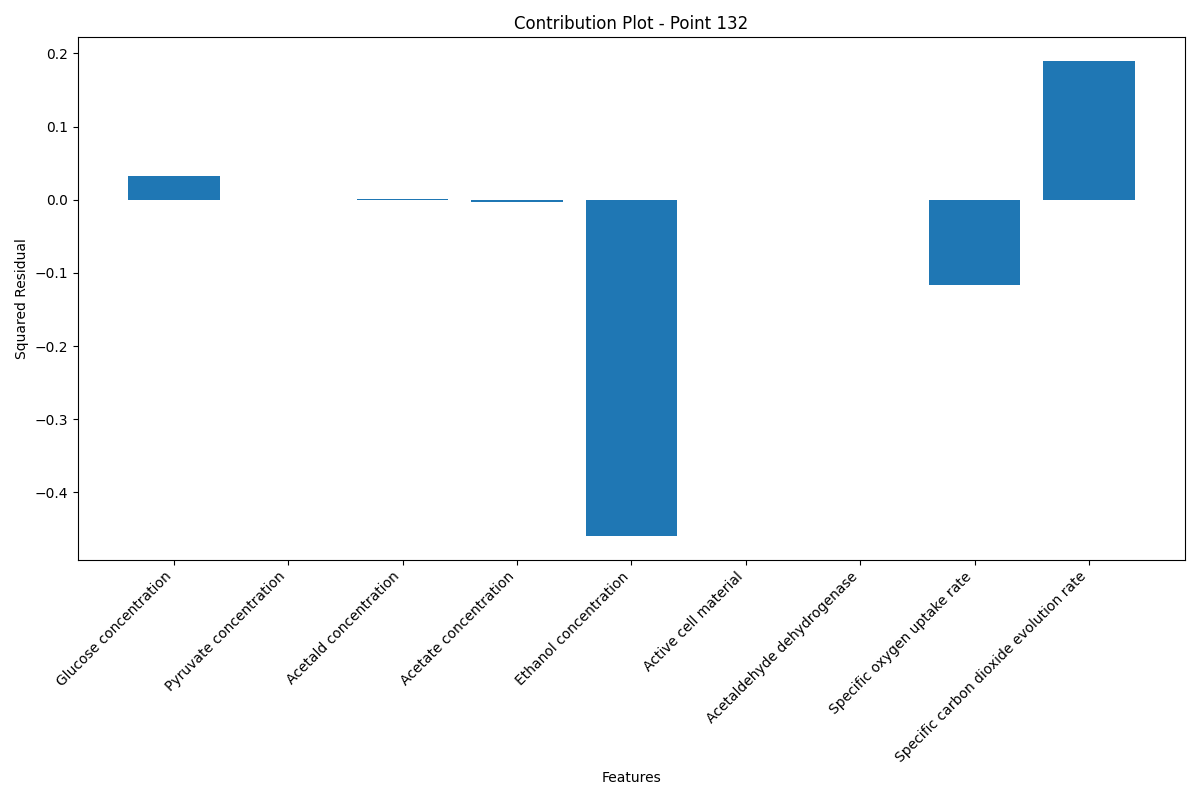 Contribution Plot - Point 132
Squared Residual
0.2
0.1
0.0
−0.1
−0.2
−0.3
−0.4
Glucose concentration
Pyruvate concentration
Acetald concentration
Acetate concentration
Ethanol concentration
Active cell material
Acetaldehyde dehydrogenase
Specific oxygen uptake rate
Specific carbon dioxide evolution rate
Features